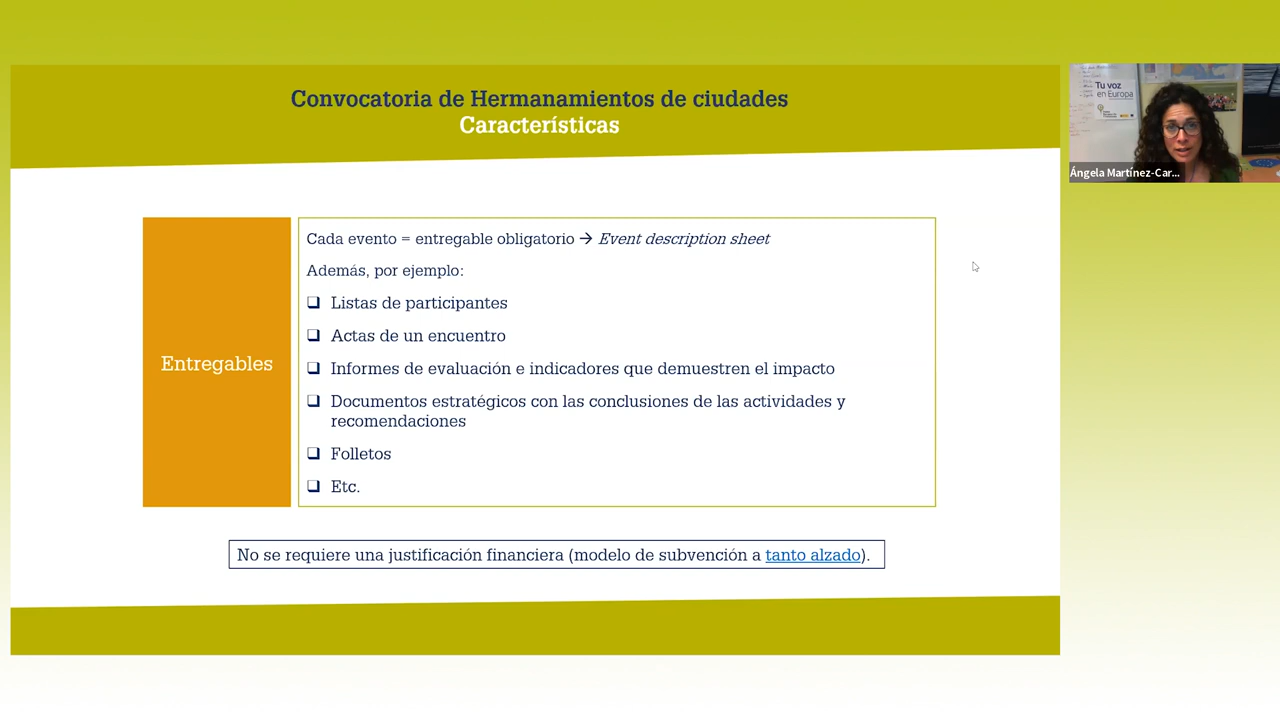 Convocatoria de Hermanamientos de ciudades
Características
Tu voz
en Europa
Ángela Martínez-Car...
Entregables
Cada evento = entregable obligatorio → Event description sheet
Además, por ejemplo:
❑ Listas de participantes
❑ Actas de un encuentro
❑ Informes de evaluación e indicadores que demuestren el impacto
❑ Documentos estratégicos con las conclusiones de las actividades y
recomendaciones
❑ Folletos
❑ Etc.
No se requiere una justificación financiera (modelo de subvención a tanto alzado).